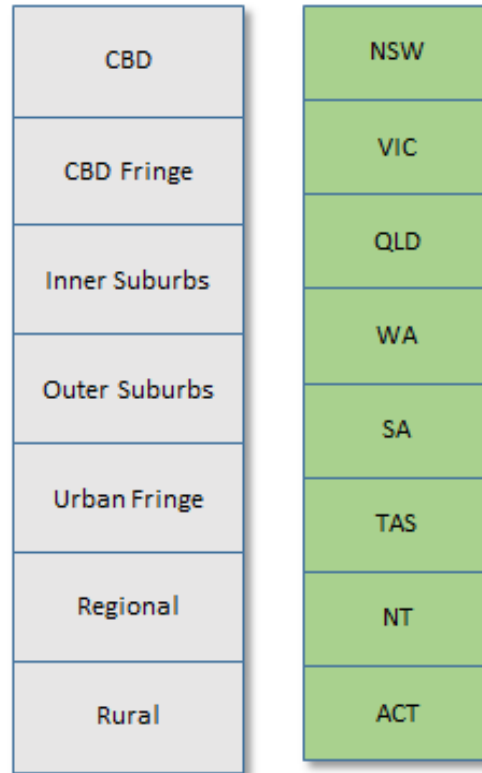 CBD
CBD Fringe
Inner Suburbs
Outer Suburbs
Urban Fringe
Regional
Rural
NSW
VIC
QLD
WA
SA
TAS
NT
ACT